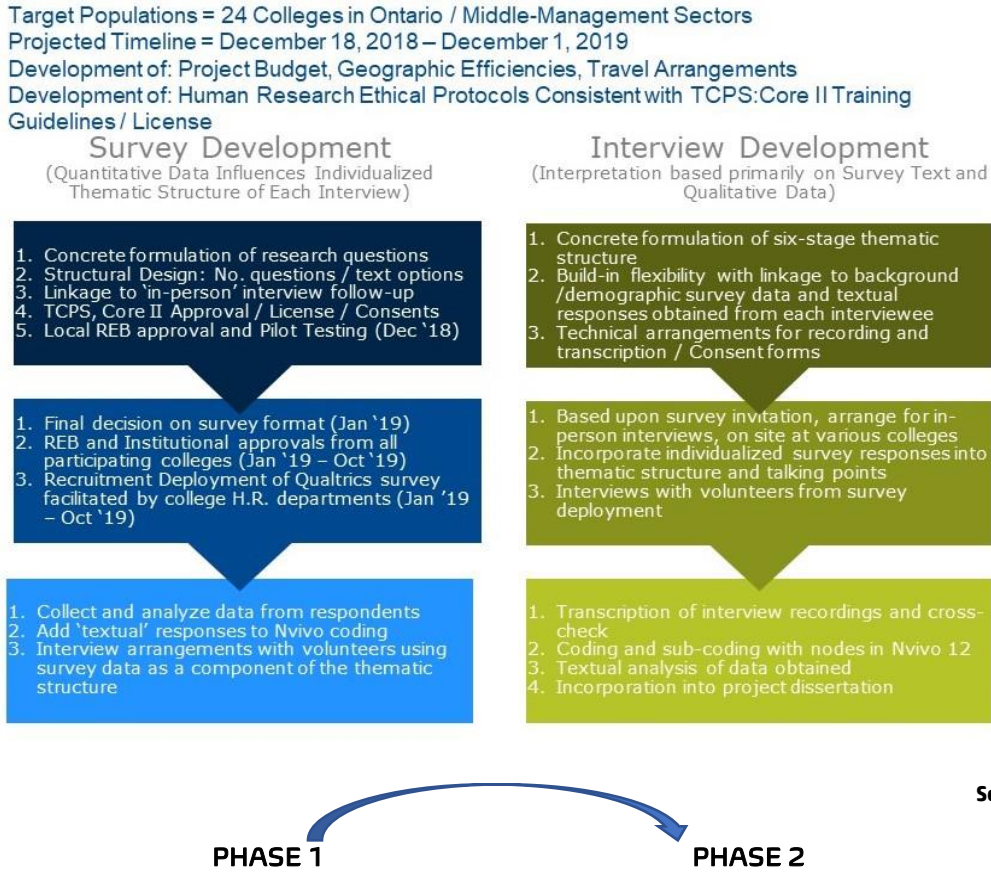 Target Populations = 24 Colleges in Ontario / Middle-Management Sectors
Projected Timeline = December 18, 2018 – December 1, 2019
Development of: Project Budget, Geographic Efficiencies, Travel Arrangements
Development of: Human Research Ethical Protocols Consistent with TCPS:Core II Training
Guidelines / License
Survey Development
(Quantitative Data Influences Individualized
Thematic Structure of Each Interview)
1. Concrete formulation of research questions
2. Structural Design: No. questions / text options
3. Linkage to ‘in-person’ interview follow-up
4. TCPS, Core II Approval / License / Consents
5. Local REB approval and Pilot Testing (Dec ‘18)
1. Final decision on survey format (Jan ‘19)
2. REB and Institutional approvals from all
participating colleges (Jan ‘19 – Oct ‘19)
3. Recruitment Deployment of Qualtrics survey
facilitated by college H.R. departments (Jan ’19
– Oct ‘19)
1. Collect and analyze data from respondents
2. Add ‘textual’ responses to Nvivo coding
3. Interview arrangements with volunteers using
survey data as a component of the thematic
structure
Interview Development
(Interpretation based primarily on Survey Text and
Qualitative Data)
1. Concrete formulation of six-stage thematic
structure
2. Build-in flexibility with linkage to background
/demographic survey data and textual
responses obtained from each interviewee
3. Technical arrangements for recording and
transcription / Consent forms
1. Based upon survey invitation, arrange for in-
person interviews, on site at various colleges
2. Incorporate individualized survey responses into
thematic structure and talking points
3. Interviews with volunteers from survey
deployment
1. Transcription of interview recordings and cross-
check
2. Coding and sub-coding with nodes in Nvivo 12
3. Textual analysis of data obtained
4. Incorporation into project dissertation
PHASE 1
PHASE 2